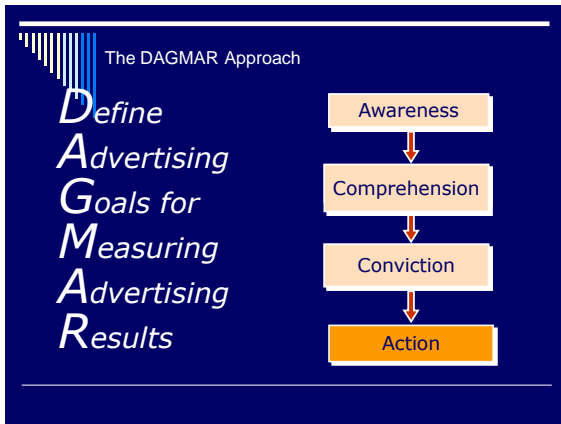 The DAGMAR Approach
Define
Advertising
Goals for
Measuring
Advertising
Results
Awareness
Comprehension
Conviction
Action